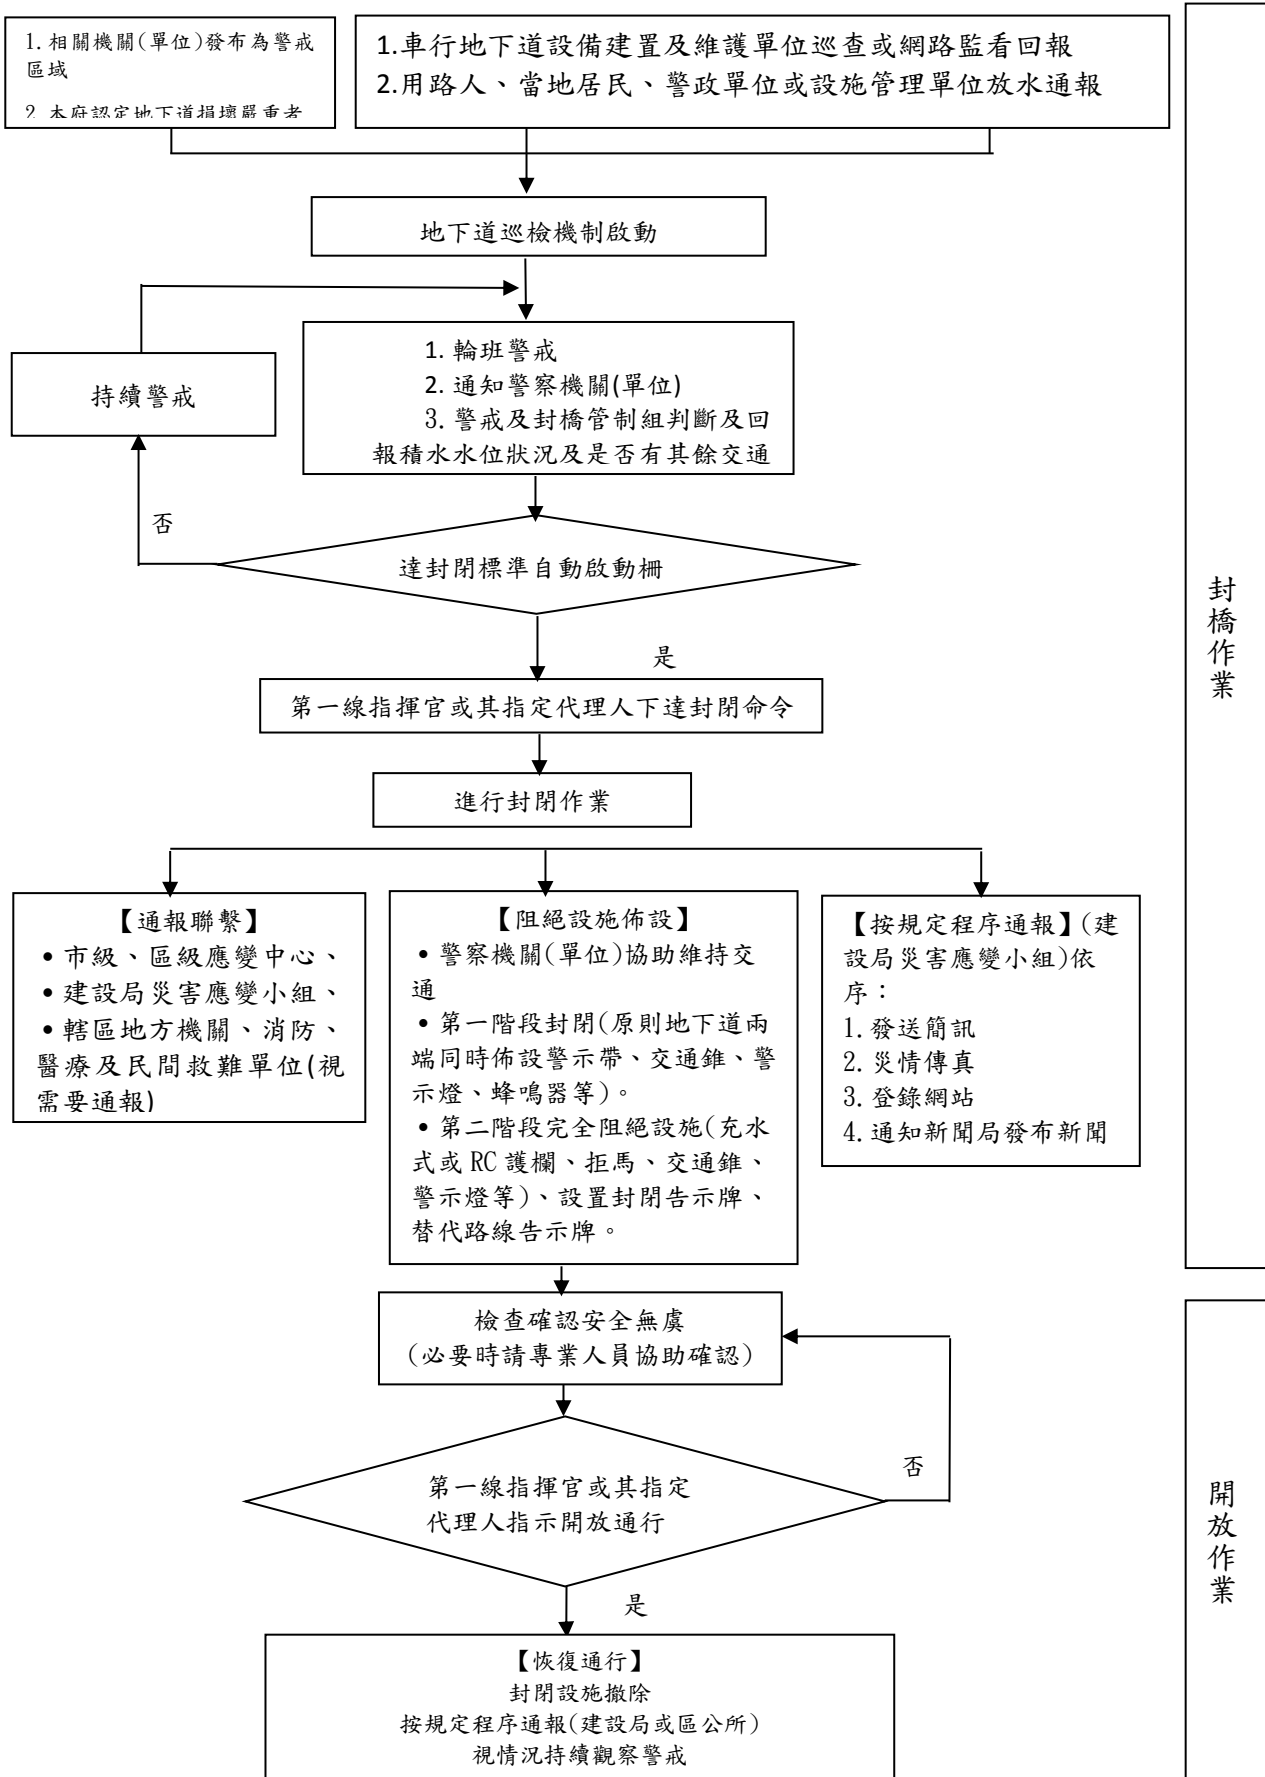 1. 相關機關(單位)發布為警戒
區域
2. 本府認定地下道損壞嚴重者
1.車行地下道設備建置及維護單位巡查或網路監看回報
2.用路人、當地居民、警政單位或設施管理單位放水通報
地下道巡檢機制啟動
1. 輪班警戒
2. 通知警察機關(單位)
3. 警戒及封橋管制組判斷及回
報積水水位狀況及是否有其餘交通
持續警戒
否
達封閉標準自動啟動柵
是
第一線指揮官或其指定代理人下達封閉命令
進行封閉作業
【通報聯繫】
• 市級、區級應變中心、
• 建設局災害應變小組、
• 轄區地方機關、消防、
醫療及民間救難單位(視
需要通報)
【阻絕設施佈設】
• 警察機關(單位)協助維持交
通
• 第一階段封閉(原則地下道兩
端同時佈設警示帶、交通錐、警
示燈、蜂鳴器等)。
• 第二階段完全阻絕設施(充水
式或 RC 護欄、拒馬、交通錐、
警示燈等)、設置封閉告示牌、
替代路線告示牌。
【按規定程序通報】(建
設局災害應變小組)依
序：
1. 發送簡訊
2. 災情傳真
3. 登錄網站
4. 通知新聞局發布新聞
封橋作業
檢查確認安全無虞
(必要時請專業人員協助確認)
第一線指揮官或其指定
代理人指示開放通行
否
是
【恢復通行】
封閉設施撤除
按規定程序通報(建設局或區公所)
視情況持續觀察警戒
開放作業